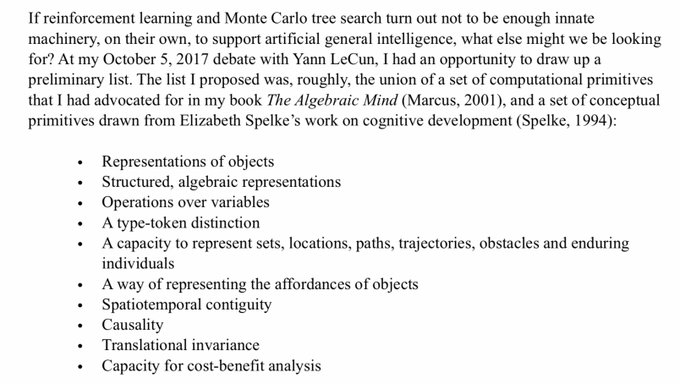 If reinforcement learning and Monte Carlo tree search turn out not to be enough innate
machinery, on their own, to support artificial general intelligence, what else might we be looking
for? At my October 5, 2017 debate with Yann LeCun, I had an opportunity to draw up a
preliminary list. The list I proposed was, roughly, the union of a set of computational primitives
that I had advocated for in my book The Algebraic Mind (Marcus, 2001), and a set of conceptual
primitives drawn from Elizabeth Spelke's work on cognitive development (Spelke, 1994):
• Representations of objects
• Structured, algebraic representations
• Operations over variables
• A type-token distinction
• A capacity to represent sets, locations, paths, trajectories, obstacles and enduring
individuals
• A way of representing the affordances of objects
• Spatiotemporal contiguity
• Causality
• Translational invariance
• Capacity for cost-benefit analysis